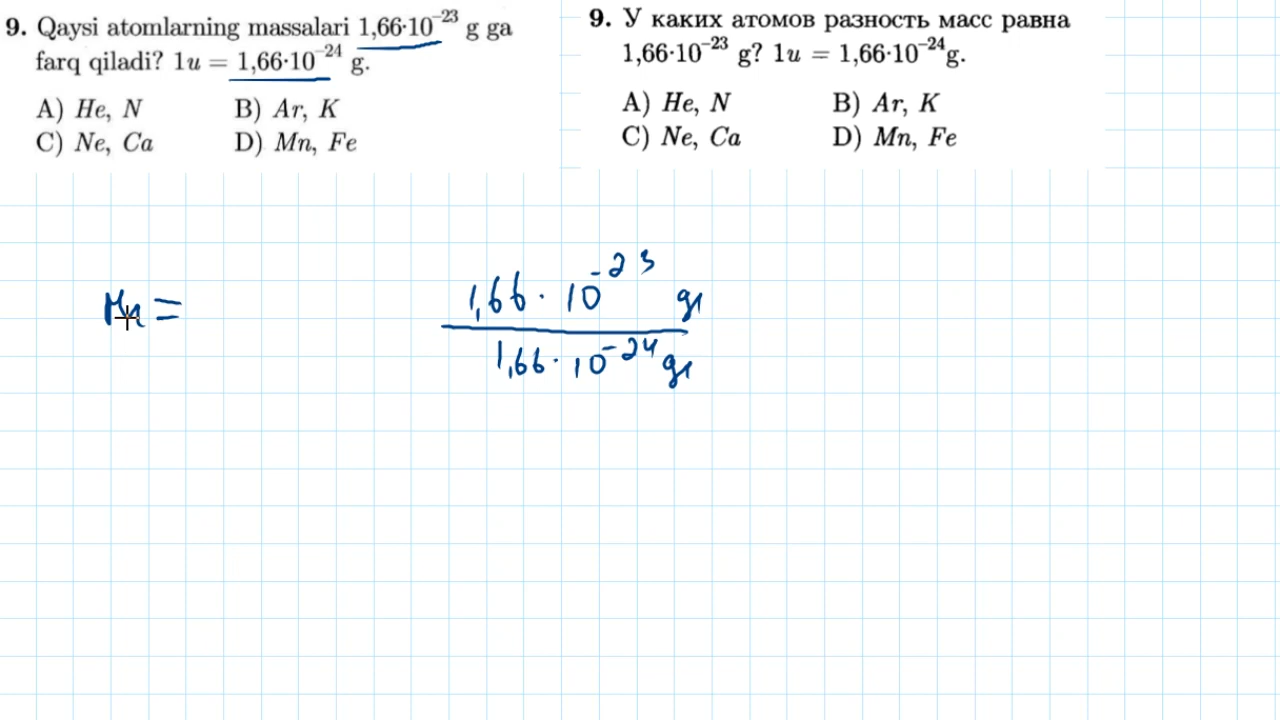 9. Qaysi atomlarning massalari 1,66·10⁻²³ g ga
farq qiladi? 1u = 1,66·10⁻²⁴ g.
A) He, N B) Ar, K
C) Ne, Ca D) Mn, Fe
9. У каких атомов разность масс равна
1,66·10⁻²³ g? 1u = 1,66·10⁻²⁴g.
A) He, N B) Ar, K
C) Ne, Ca D) Mn, Fe
1,66 · 10⁻²³ gr
1,66 · 10⁻²⁴ gr